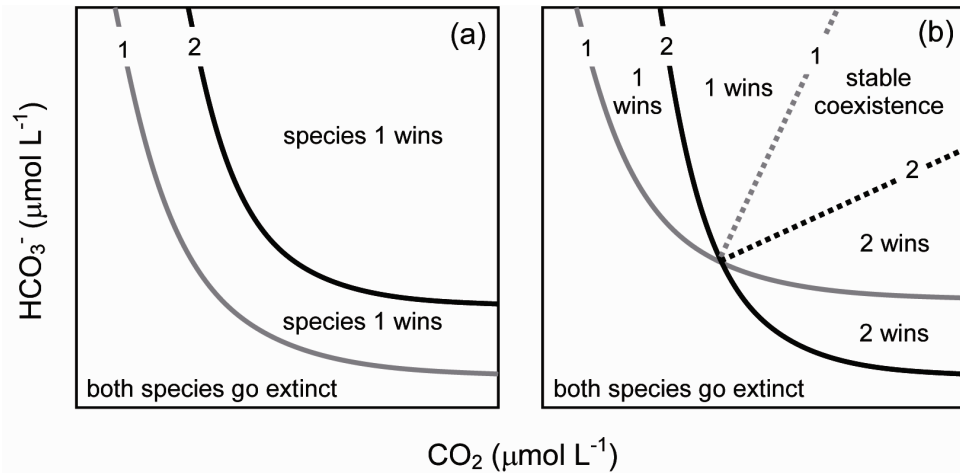 (a)
1
2
species 1 wins
species 1 wins
both species go extinct
(b)
1
2
1
1
wins
1 wins
stable
coexistence
2
2 wins
2 wins
both species go extinct
HCO₃⁻ (μmol L⁻¹)
CO₂ (μmol L⁻¹)